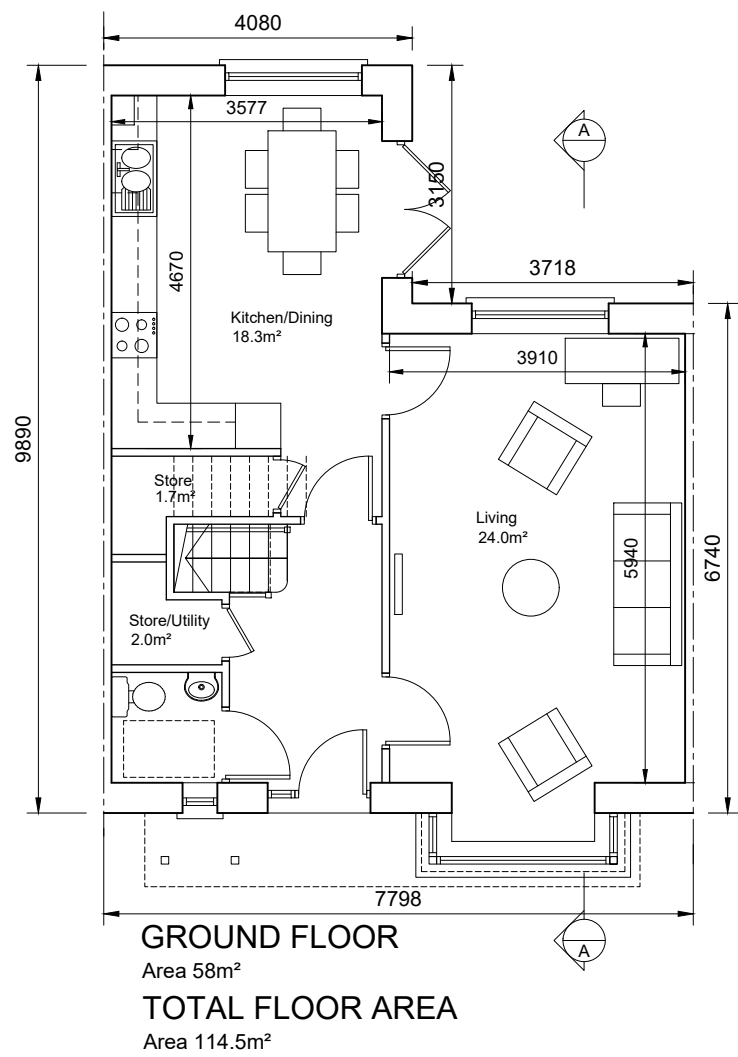 4080
3577
A
3150
3718
4670
Kitchen/Dining
18.3m²
3910
9890
Store
1.7m²
Living
24.0m²
5940
6740
Store/Utility
2.0m²
7798
GROUND FLOOR
A
Area 58m²
TOTAL FLOOR AREA
Area 114.5m²